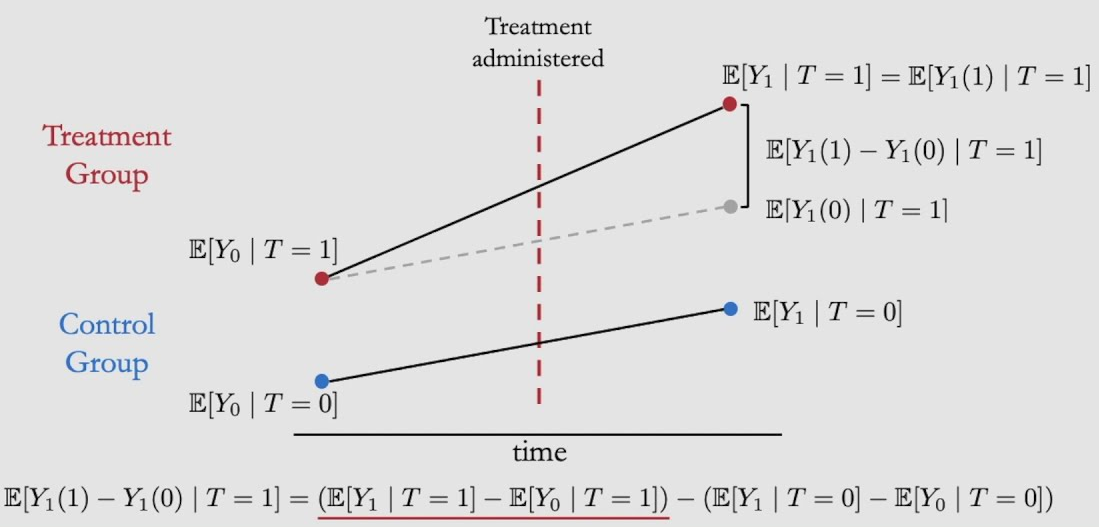 Treatment
administered
𝔼[Y₁ | T = 1] = 𝔼[Y₁(1) | T = 1]
Treatment
Group
𝔼[Y₁(1) − Y₁(0) | T = 1]
𝔼[Y₁(0) | T = 1]
𝔼[Y₀ | T = 1]
Control
Group
𝔼[Y₁ | T = 0]
𝔼[Y₀ | T = 0]
time
𝔼[Y₁(1) − Y₁(0) | T = 1] = (𝔼[Y₁ | T = 1] − 𝔼[Y₀ | T = 1]) − (𝔼[Y₁ | T = 0] − 𝔼[Y₀ | T = 0])